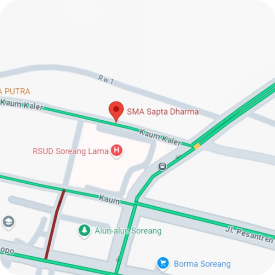 Rw.1
A PUTRA
Kaum Kaler
SMA Sapta Dharma
Kaum Kaler
RSUD Soreang Lama
H
Kaum
Alun-alun Soreang
Jl. Pesantren
ppo
Borma Soreang